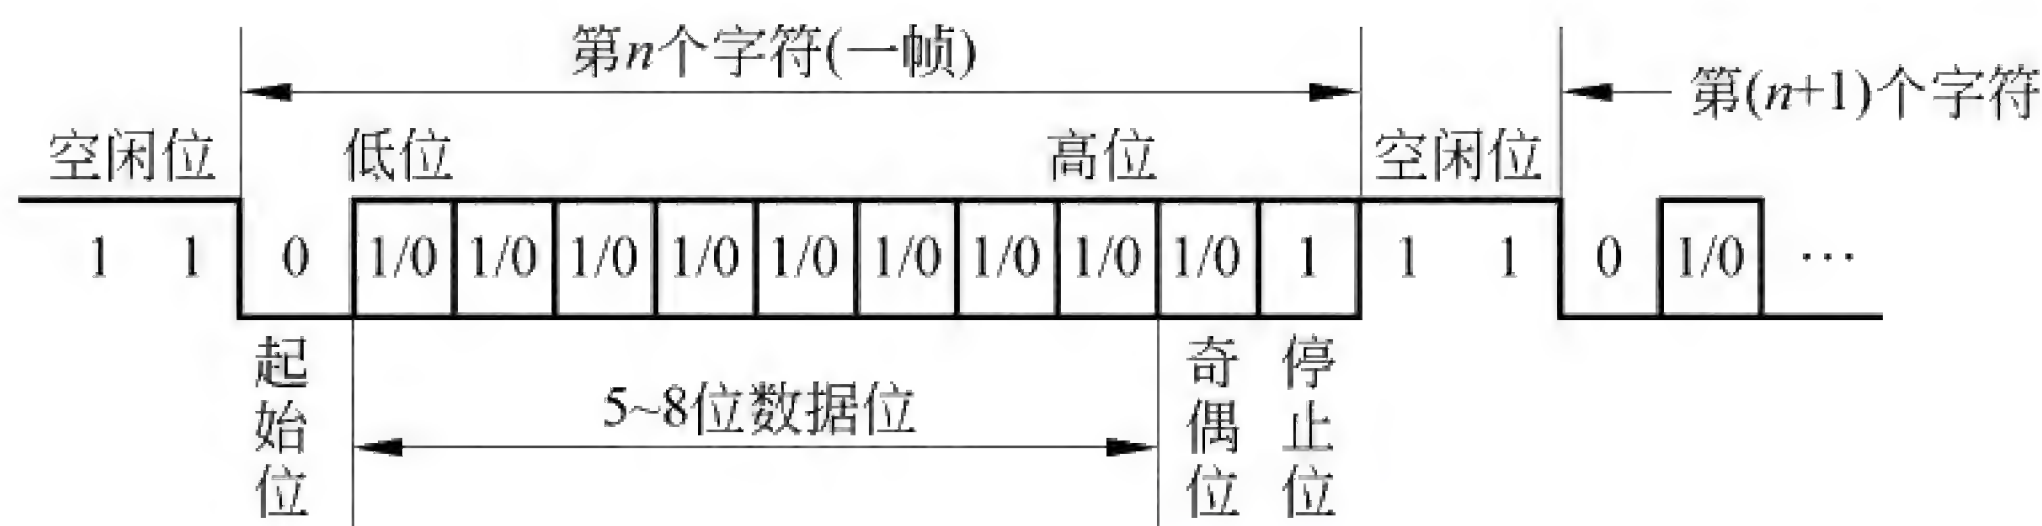 第n个字符(一帧)
第(n+1)个字符
空闲位 低位 高位 空闲位
1 1 0 1/0 1/0 1/0 1/0 1/0 1/0 1/0 1/0 1/0 1 1 1 0 1/0 …
起始位
5~8位数据位
奇偶位
停止位